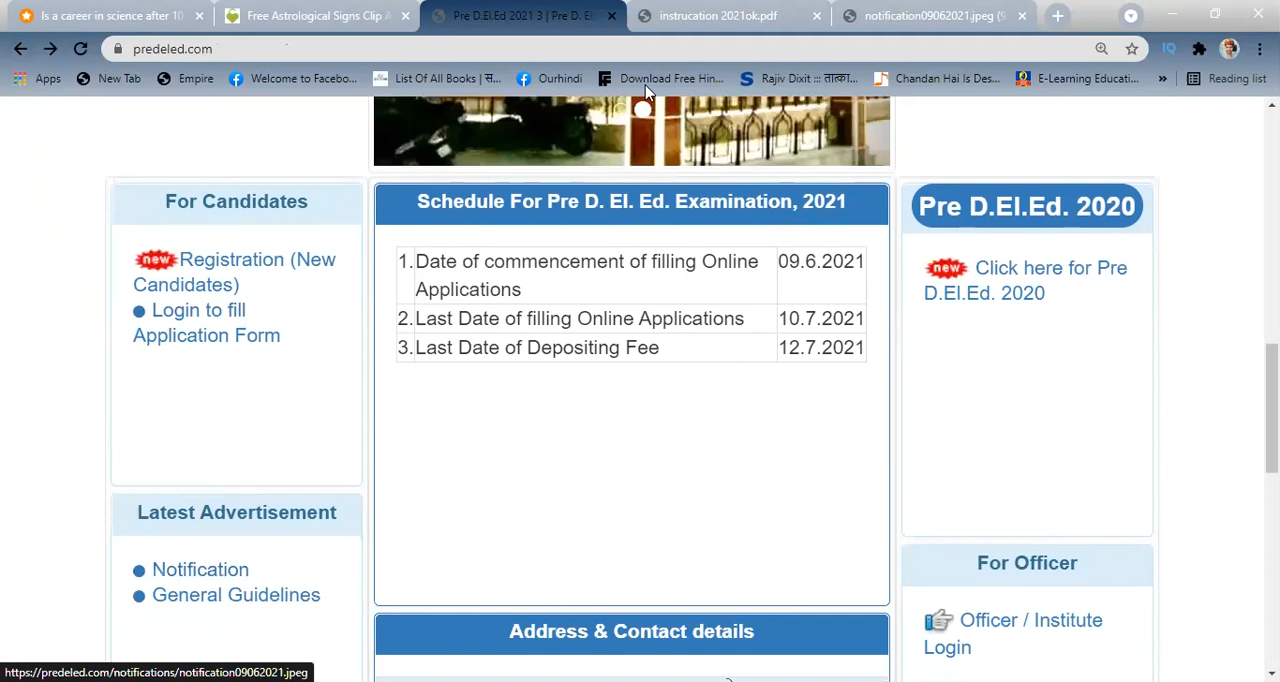 Is a career in science after 10
Free Astrological Signs Clip A
Pre D.El.Ed 2021 3 | Pre D. E
instrucation 2021ok.pdf
notification09062021.jpeg (9
predeled.com
IQ
Apps
New Tab
Empire
Welcome to Facebo...
List Of All Books | स...
Ourhindi
Download Free Hin...
Rajiv Dixit ::: तात्का...
Chandan Hai Is Des...
E-Learning Educati...
»
Reading list
For Candidates
new Registration (New
Candidates)
Login to fill
Application Form
Latest Advertisement
Notification
General Guidelines
Schedule For Pre D. El. Ed. Examination, 2021
1. Date of commencement of filling Online 09.6.2021
Applications
2. Last Date of filling Online Applications 10.7.2021
3. Last Date of Depositing Fee 12.7.2021
Address & Contact details
Pre D.El.Ed. 2020
new Click here for Pre
D.El.Ed. 2020
For Officer
Officer / Institute
Login
https://predeled.com/notifications/notification09062021.jpeg